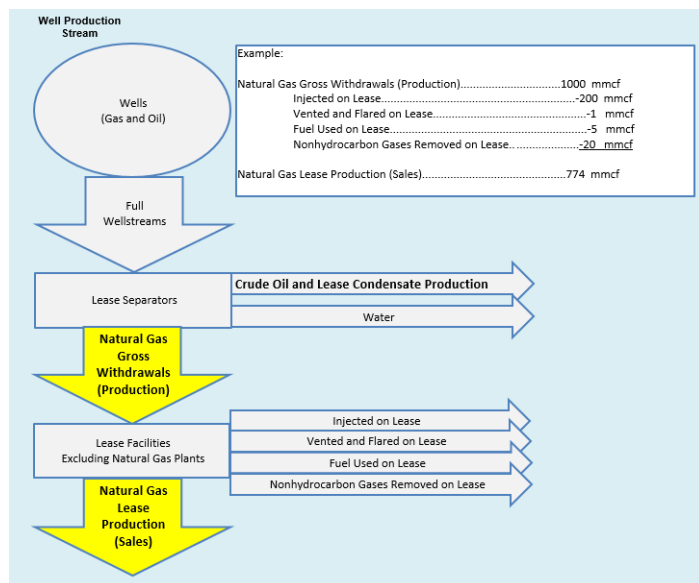 Well Production
Stream
Example:
Natural Gas Gross Withdrawals (Production)..............................1000 mmcf
Injected on Lease.......................................................-200 mmcf
Vented and Flared on Lease..............................................-1 mmcf
Fuel Used on Lease...........................................................-5 mmcf
Nonhydrocarbon Gases Removed on Lease.. ...................-20 mmcf
Natural Gas Lease Production (Sales)...........................................774 mmcf
Wells
(Gas and Oil)
Full
Wellstreams
Lease Separators
Crude Oil and Lease Condensate Production
Water
Natural Gas
Gross
Withdrawals
(Production)
Lease Facilities
Excluding Natural Gas Plants
Injected on Lease
Vented and Flared on Lease
Fuel Used on Lease
Nonhydrocarbon Gases Removed on Lease
Natural Gas
Lease
Production
(Sales)